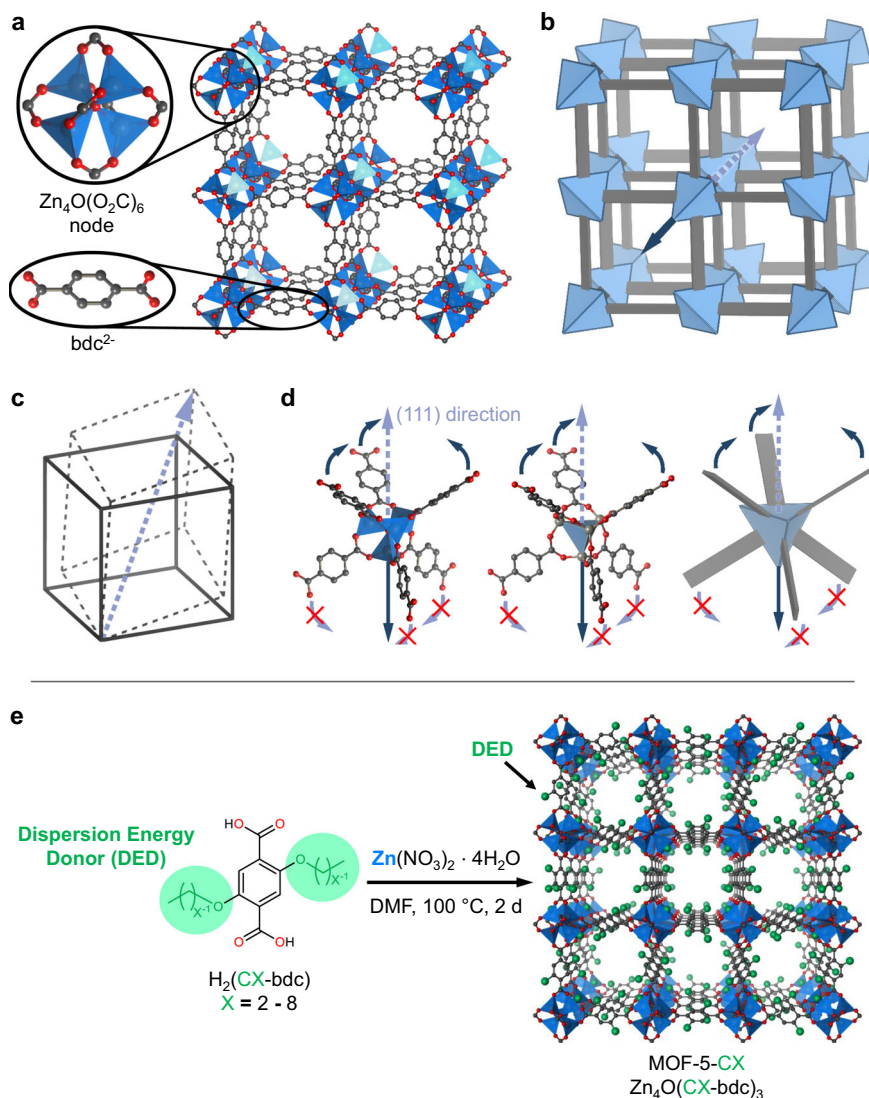 a
Zn₄O(O₂C)₆
node
bdc²⁻
b
c
d
(111) direction
e
Dispersion Energy
Donor (DED)
HO
O
O
( )X-1
( )X-1
O
O
OH
H₂(CX-bdc)
X = 2 - 8
Zn(NO₃)₂ · 4H₂O
DMF, 100 °C, 2 d
DED
MOF-5-CX
Zn₄O(CX-bdc)₃